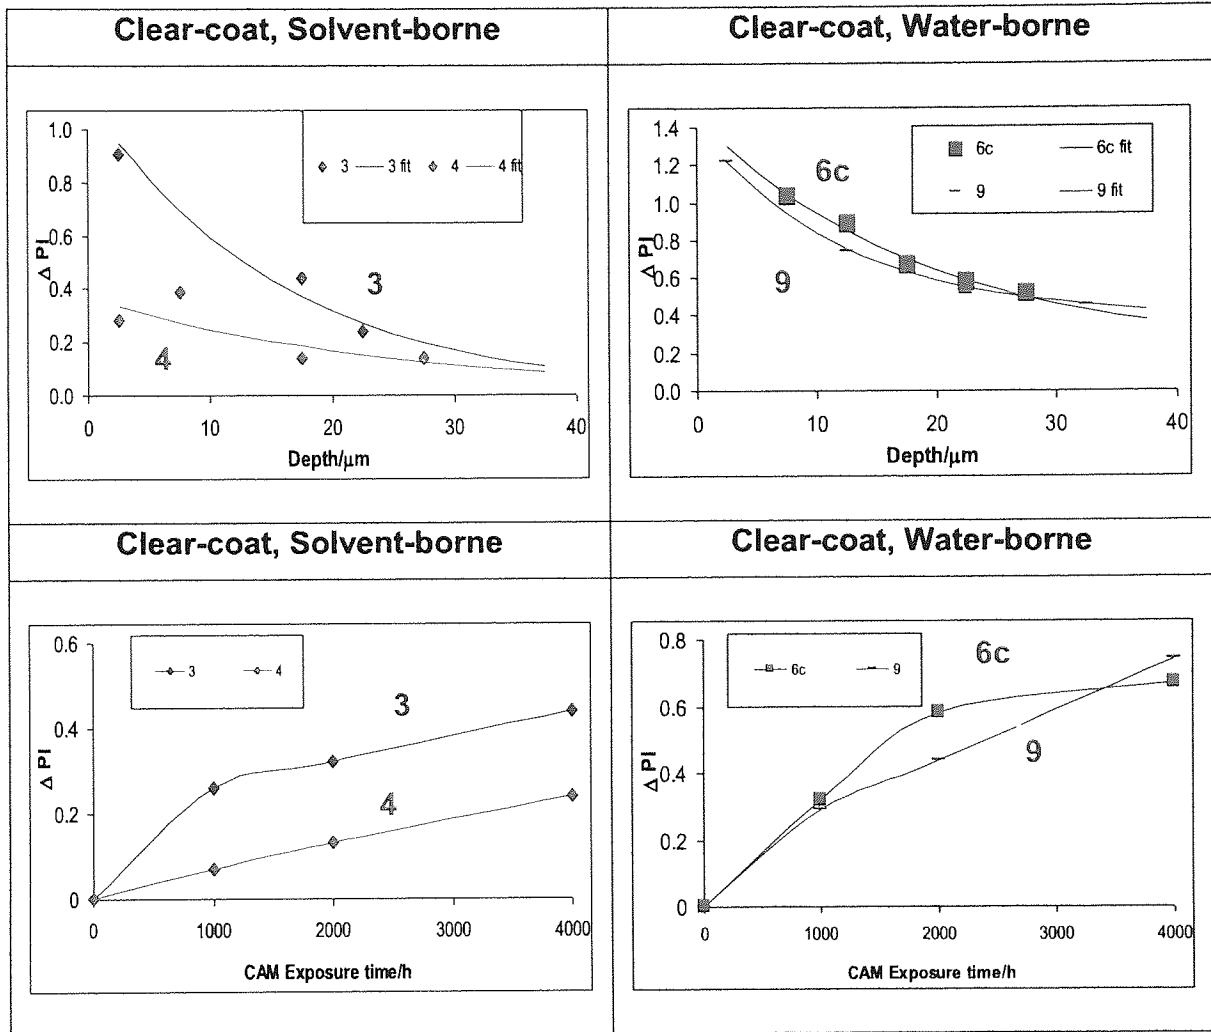 Clear-coat, Solvent-borne
Clear-coat, Water-borne
1.0
0.8
0.6
0.4
0.2
0.0
Δ PI
3 3 fit 4 4 fit
3
4
0 10 20 30 40
Depth/μm
1.4
1.2
1.0
0.8
0.6
0.4
0.2
0.0
Δ PI
6c 6c fit
9 9 fit
6c
9
0 10 20 30 40
Depth/μm
Clear-coat, Solvent-borne
Clear-coat, Water-borne
0.6
0.4
0.2
0
Δ PI
3 4
3
4
0 1000 2000 3000 4000
CAM Exposure time/h
0.8
0.6
0.4
0.2
0
Δ PI
6c 9
6c
9
0 1000 2000 3000 4000
CAM Exposure time/h